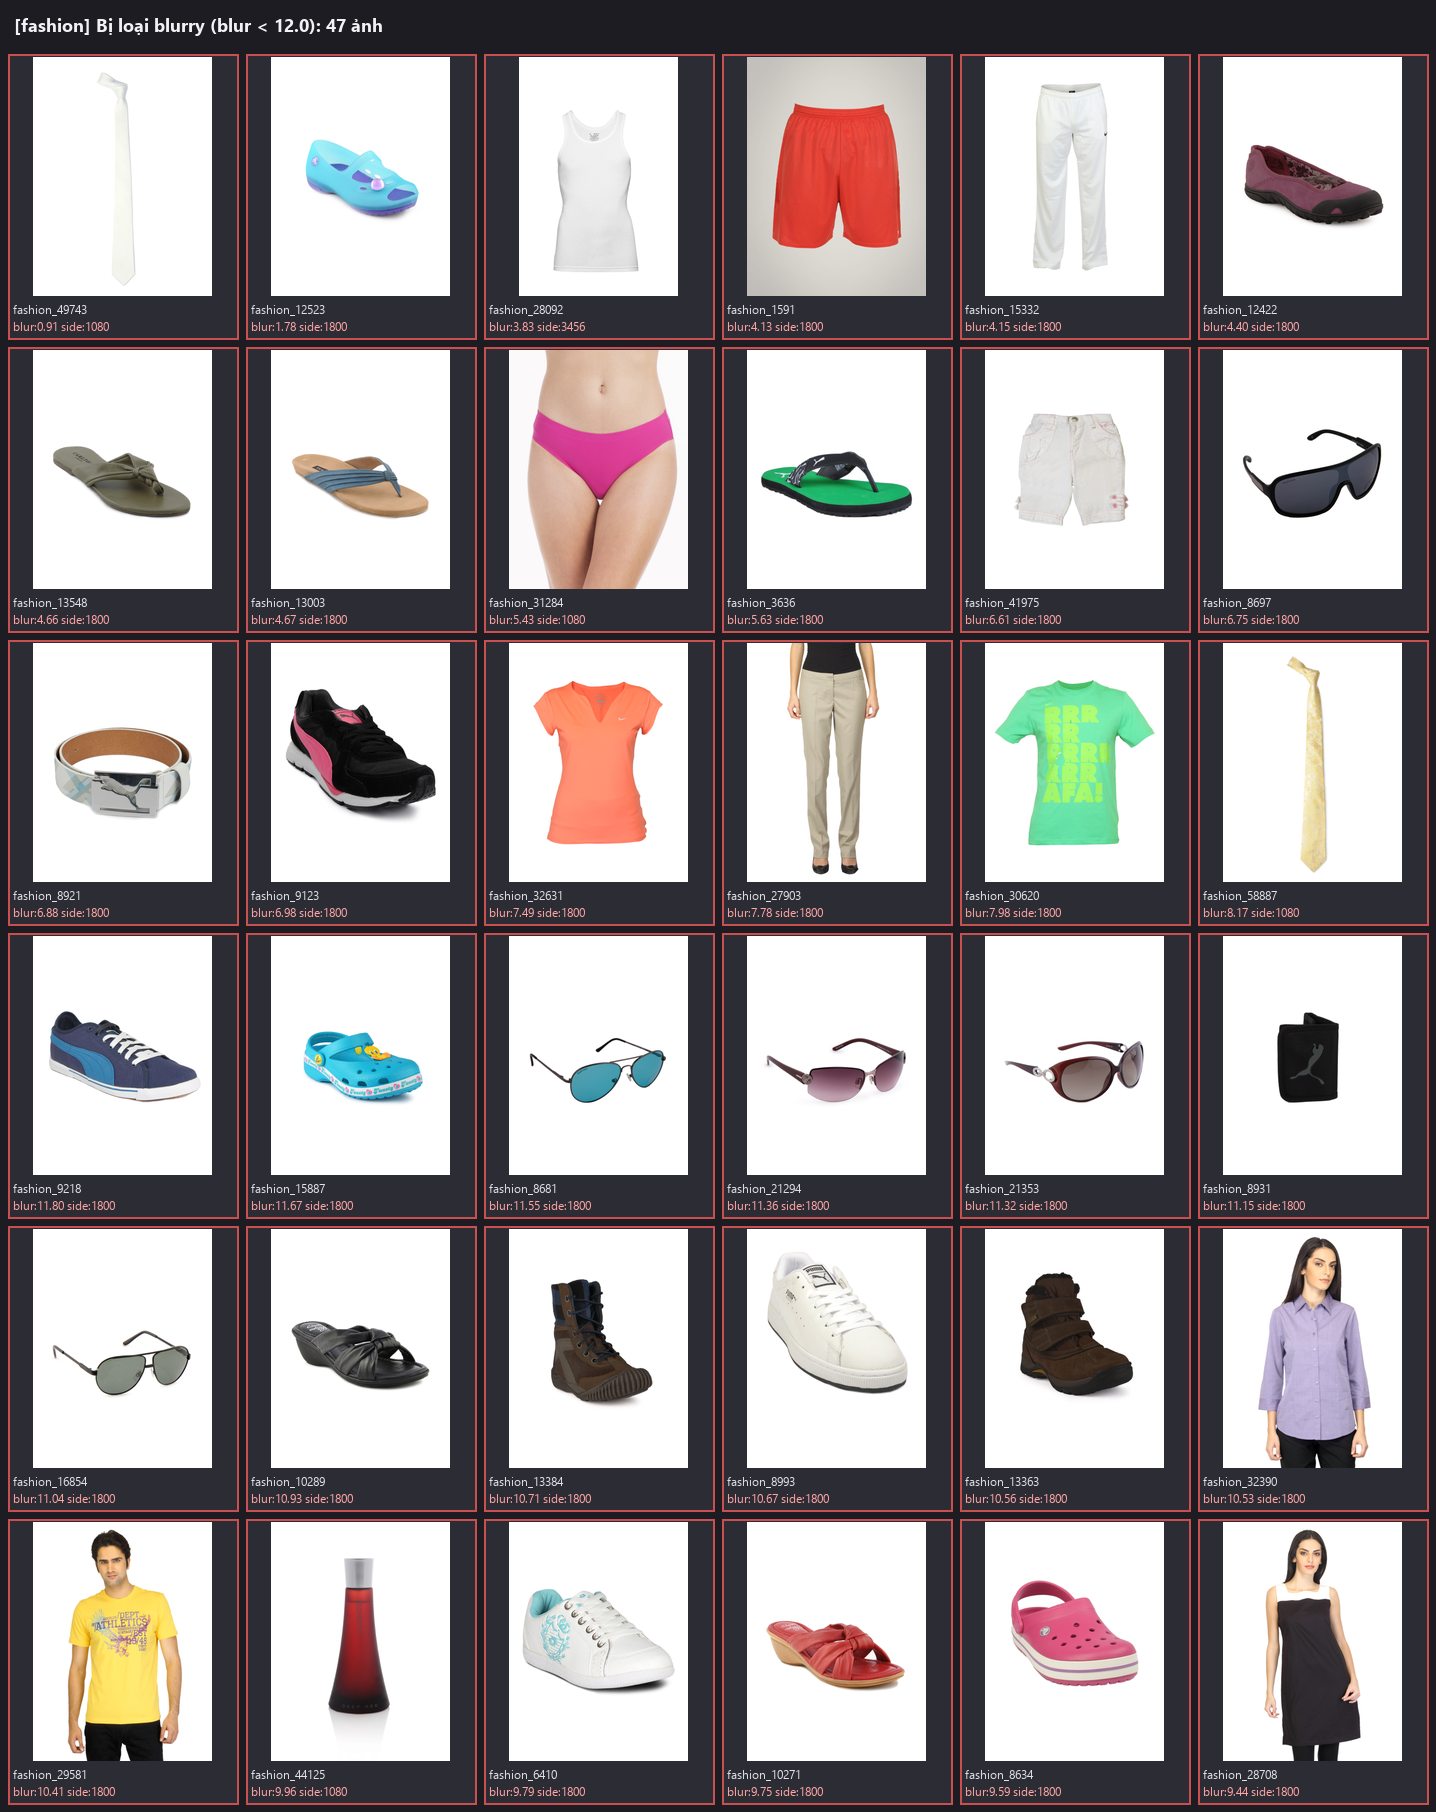 [fashion] Bị loại blurry (blur < 12.0): 47 ảnh
fashion_49743
blur:0.91 side:1080
fashion_12523
blur:1.78 side:1800
fashion_28092
blur:3.83 side:3456
fashion_1591
blur:4.13 side:1800
fashion_15332
blur:4.15 side:1800
fashion_12422
blur:4.40 side:1800
fashion_13548
blur:4.66 side:1800
fashion_13003
blur:4.67 side:1800
fashion_31284
blur:5.43 side:1080
fashion_3636
blur:5.63 side:1800
fashion_41975
blur:6.61 side:1800
fashion_8697
blur:6.75 side:1800
fashion_8921
blur:6.88 side:1800
fashion_9123
blur:6.98 side:1800
fashion_32631
blur:7.49 side:1800
fashion_27903
blur:7.78 side:1800
RRR
RR
RRR!
RRR
AFA!
fashion_30620
blur:7.98 side:1800
fashion_58887
blur:8.17 side:1080
fashion_9218
blur:11.80 side:1800
fashion_15887
blur:11.67 side:1800
fashion_8681
blur:11.55 side:1800
fashion_21294
blur:11.36 side:1800
fashion_21353
blur:11.32 side:1800
fashion_8931
blur:11.15 side:1800
fashion_16854
blur:11.04 side:1800
fashion_10289
blur:10.93 side:1800
fashion_13384
blur:10.71 side:1800
fashion_8993
blur:10.67 side:1800
fashion_13363
blur:10.56 side:1800
fashion_32390
blur:10.53 side:1800
DEPT
ATHLETICS
fashion_29581
blur:10.41 side:1800
fashion_44125
blur:9.96 side:1080
fashion_6410
blur:9.79 side:1800
fashion_10271
blur:9.75 side:1800
fashion_8634
blur:9.59 side:1800
fashion_28708
blur:9.44 side:1800